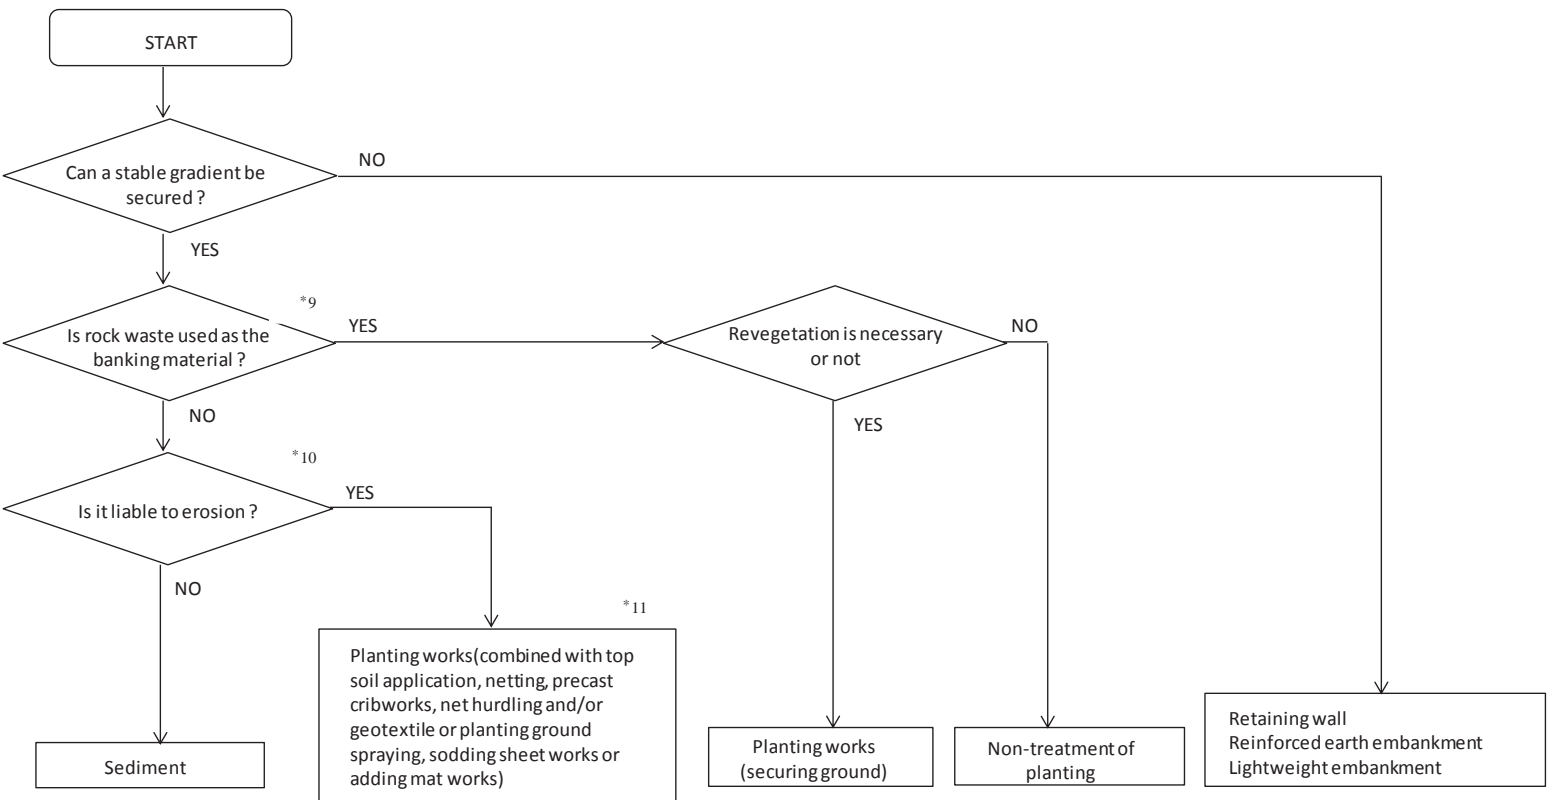 START
Can a stable gradient be
secured ?
NO
YES
*9
Is rock waste used as the
banking material ?
YES
Revegetation is necessary
or not
NO
NO
YES
*10
Is it liable to erosion ?
YES
NO
*11
Planting works(combined with top
soil application, netting, precast
cribworks, net hurdling and/or
geotextile or planting ground
spraying, sodding sheet works or
adding mat works)
Sediment
Planting works
(securing ground)
Non-treatment of
planting
Retaining wall
Reinforced earth embankment
Lightweight embankment